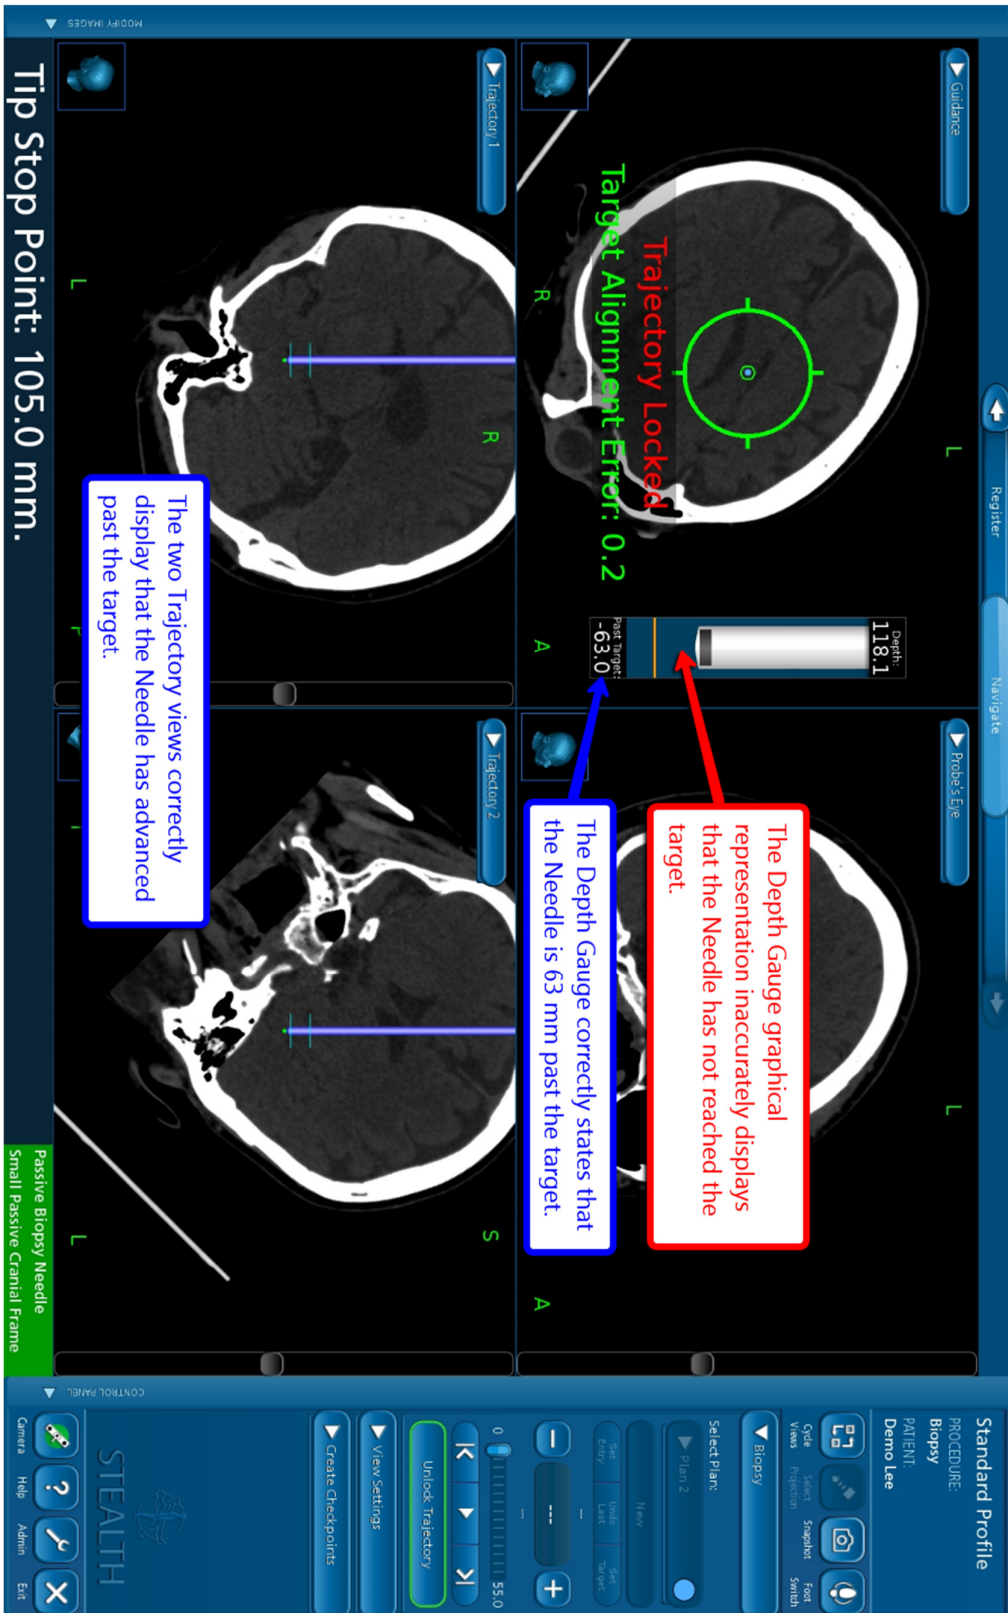 Register
Navigate
MODIFY IMAGES
Guidance
Trajectory Locked
Target Alignment Error: 0.2
L
R
A
Depth:
118.1
Past Target:
-63.0
Probe's Eye
L
A
The Depth Gauge graphical
representation inaccurately displays
that the Needle has not reached the
target.
The Depth Gauge correctly states that
the Needle is 63 mm past the target.
Trajectory 1
R
L
Trajectory 2
S
L
The two Trajectory views correctly
display that the Needle has advanced
past the target.
Tip Stop Point: 105.0 mm.
Passive Biopsy Needle
Small Passive Cranial Frame
CONTROL PANEL
Standard Profile
PROCEDURE:
Biopsy
PATIENT:
Demo Lee
Cycle Views
Select Projection
Snapshot
Foot Switch
Biopsy
Select Plan:
Plan 2
New
Set Entry
Undo Last
Set Target
--
---
--
0
55.0
Unlock Trajectory
View Settings
Create Checkpoints
STEALTH
Camera
Help
Admin
Exit